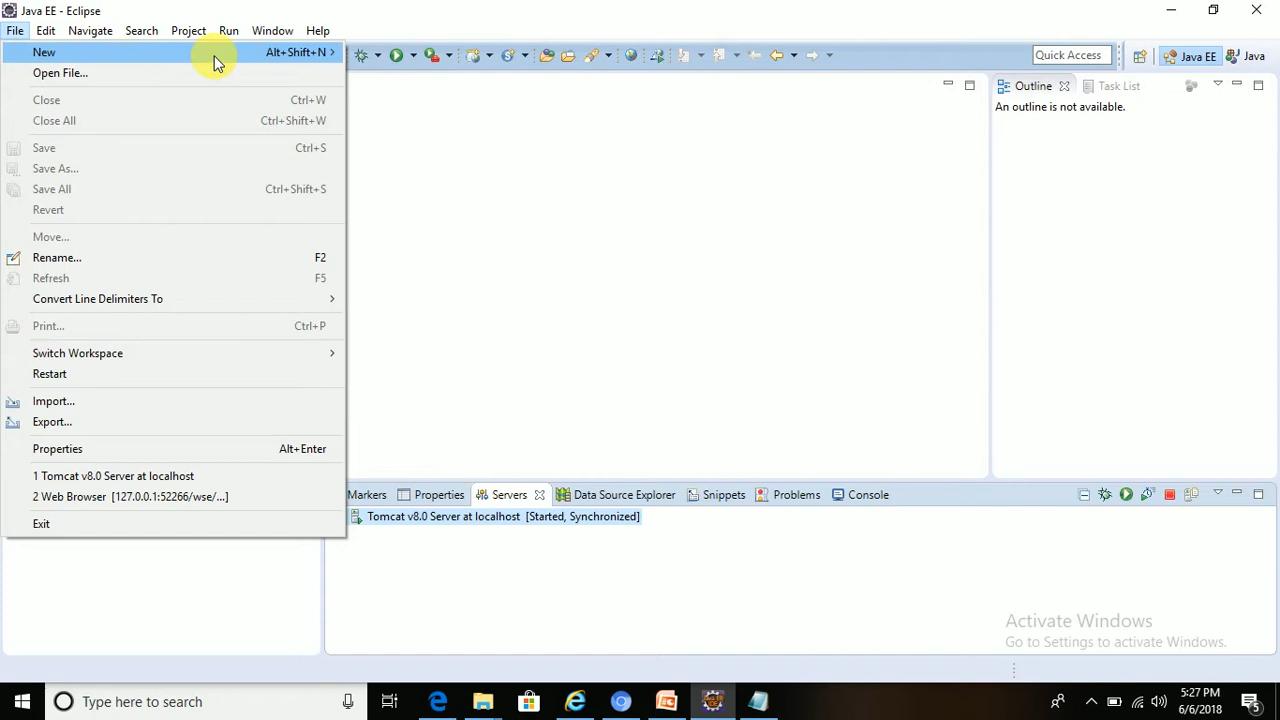 Java EE - Eclipse
File Edit Navigate Search Project Run Window Help
New Alt+Shift+N
Open File...
Close Ctrl+W
Close All Ctrl+Shift+W
Save Ctrl+S
Save As...
Save All Ctrl+Shift+S
Revert
Move...
Rename... F2
Refresh F5
Convert Line Delimiters To
Print... Ctrl+P
Switch Workspace
Restart
Import...
Export...
Properties Alt+Enter
1 Tomcat v8.0 Server at localhost
2 Web Browser [127.0.0.1:52266/wse/...]
Exit
Quick Access Java EE Java
Outline Task List
An outline is not available.
Markers Properties Servers Data Source Explorer Snippets Problems Console
Tomcat v8.0 Server at localhost [Started, Synchronized]
Activate Windows
Go to Settings to activate Windows.
Type here to search
5:27 PM
6/6/2018
5